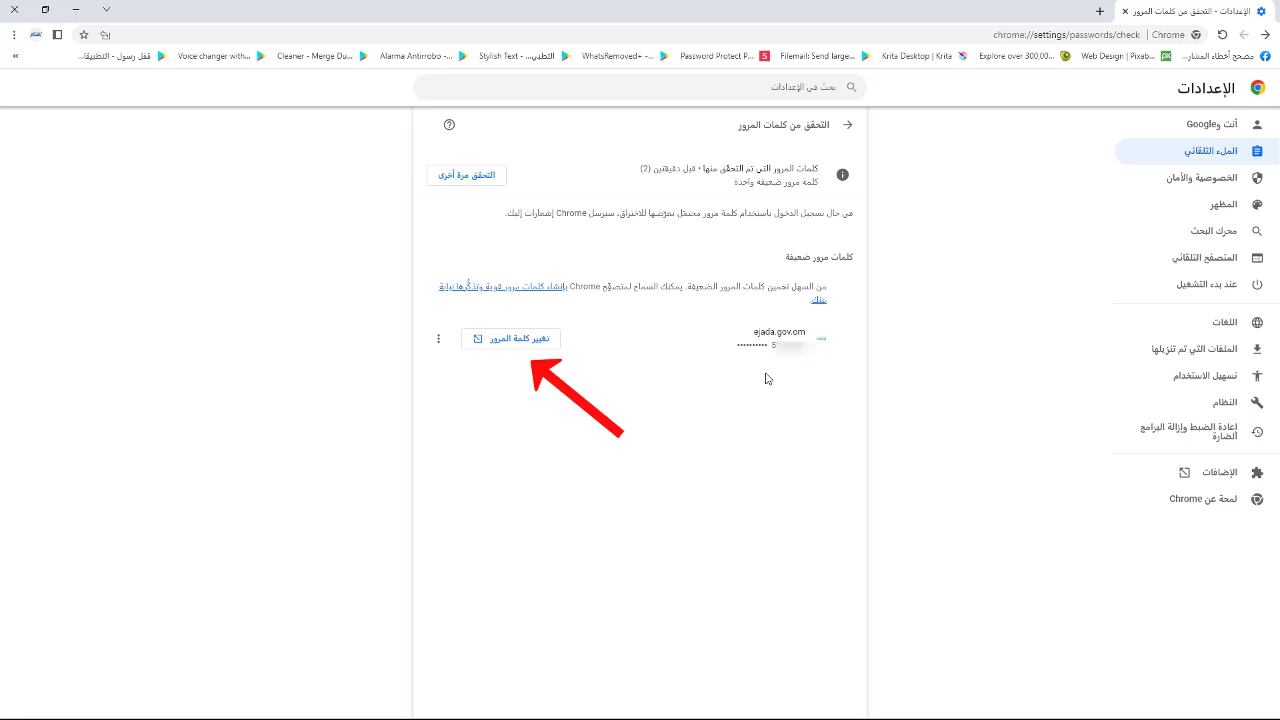 الإعدادات - التحقق من كلمات المرور
Chrome | chrome://settings/passwords/check
مصحح أخطاء المشار...
Web Design | Pixab...
Explore over 300,00...
Krita Desktop | Krita
Filemail: Send large...
Password Protect P...
WhatsRemoved+ -...
Stylish Text - التطبي...
Alarma Antirrobo -...
Cleaner - Merge Du...
Voice changer with...
قفل رسول - التطبيقا...
الإعدادات
بحث في الإعدادات
أنت وGoogle
الملء التلقائي
الخصوصية والأمان
المظهر
محرك البحث
المتصفح التلقائي
عند بدء التشغيل
اللغات
الملفات التي تم تنزيلها
تسهيل الاستخدام
النظام
إعادة الضبط وإزالة البرامج
الضارة
الإضافات
لمحة عن Chrome
التحقق من كلمات المرور
كلمات المرور التي تم التحقّق منها • قبل دقيقتين (2)
كلمة مرور ضعيفة واحدة
التحقق مرة أخرى
في حال تسجيل الدخول باستخدام كلمة مرور محتمَل تعرّضها للاختراق، سيرسل Chrome إشعارات إليك.
كلمات مرور ضعيفة
من السهل تخمين كلمات المرور الضعيفة. يمكنك السماح لمتصفّح Chrome بإنشاء كلمات مرور قوية وتذكُّرها نيابة
عنك.
ejada.gov.om
5 ••••••••••
تغيير كلمة المرور